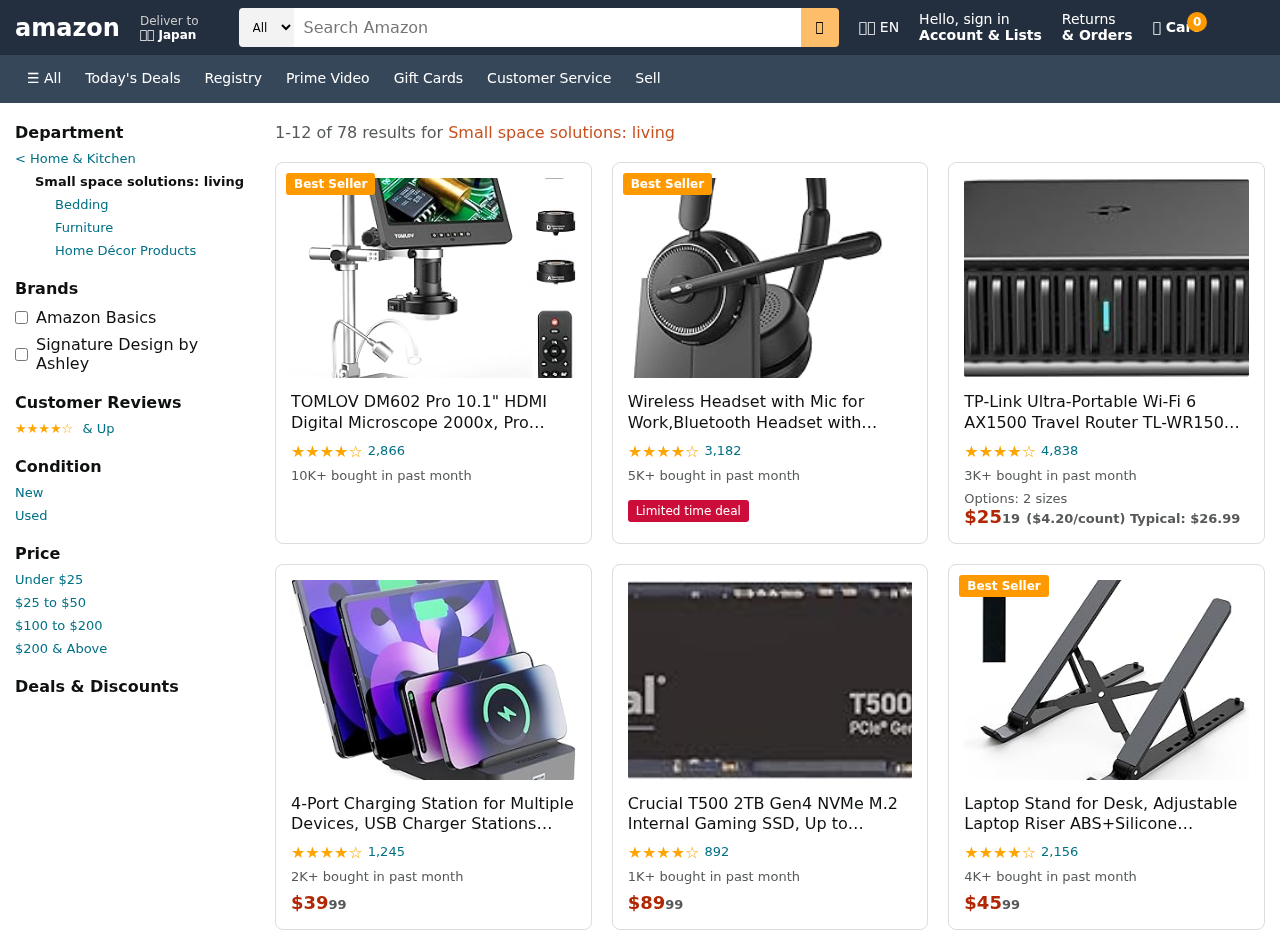 amazon
Deliver to
Japan
All
Search Amazon
EN
Hello, sign in
Account & Lists
Returns
& Orders
0
☰ All
Today's Deals
Registry
Prime Video
Gift Cards
Customer Service
Sell
Department
< Home & Kitchen
Small space solutions: living
Bedding
Furniture
Home Décor Products
Brands
Amazon Basics
Signature Design by
Ashley
Customer Reviews
★★★★☆ & Up
Condition
New
Used
Price
Under $25
$25 to $50
$100 to $200
$200 & Above
Deals & Discounts
1-12 of 78 results for Small space solutions: living
Best Seller
TOMLOV
TOMLOV DM602 Pro 10.1" HDMI
Digital Microscope 2000x, Pro...
★★★★☆ 2,866
10K+ bought in past month
Best Seller
Wireless Headset with Mic for
Work,Bluetooth Headset with...
★★★★☆ 3,182
5K+ bought in past month
Limited time deal
TP-Link Ultra-Portable Wi-Fi 6
AX1500 Travel Router TL-WR150...
★★★★☆ 4,838
3K+ bought in past month
Options: 2 sizes
$2519 ($4.20/count) Typical: $26.99
4-Port Charging Station for Multiple
Devices, USB Charger Stations...
★★★★☆ 1,245
2K+ bought in past month
$3999
al
T500
PCIe® Gen
Crucial T500 2TB Gen4 NVMe M.2
Internal Gaming SSD, Up to...
★★★★☆ 892
1K+ bought in past month
$8999
Best Seller
Laptop Stand for Desk, Adjustable
Laptop Riser ABS+Silicone...
★★★★☆ 2,156
4K+ bought in past month
$4599